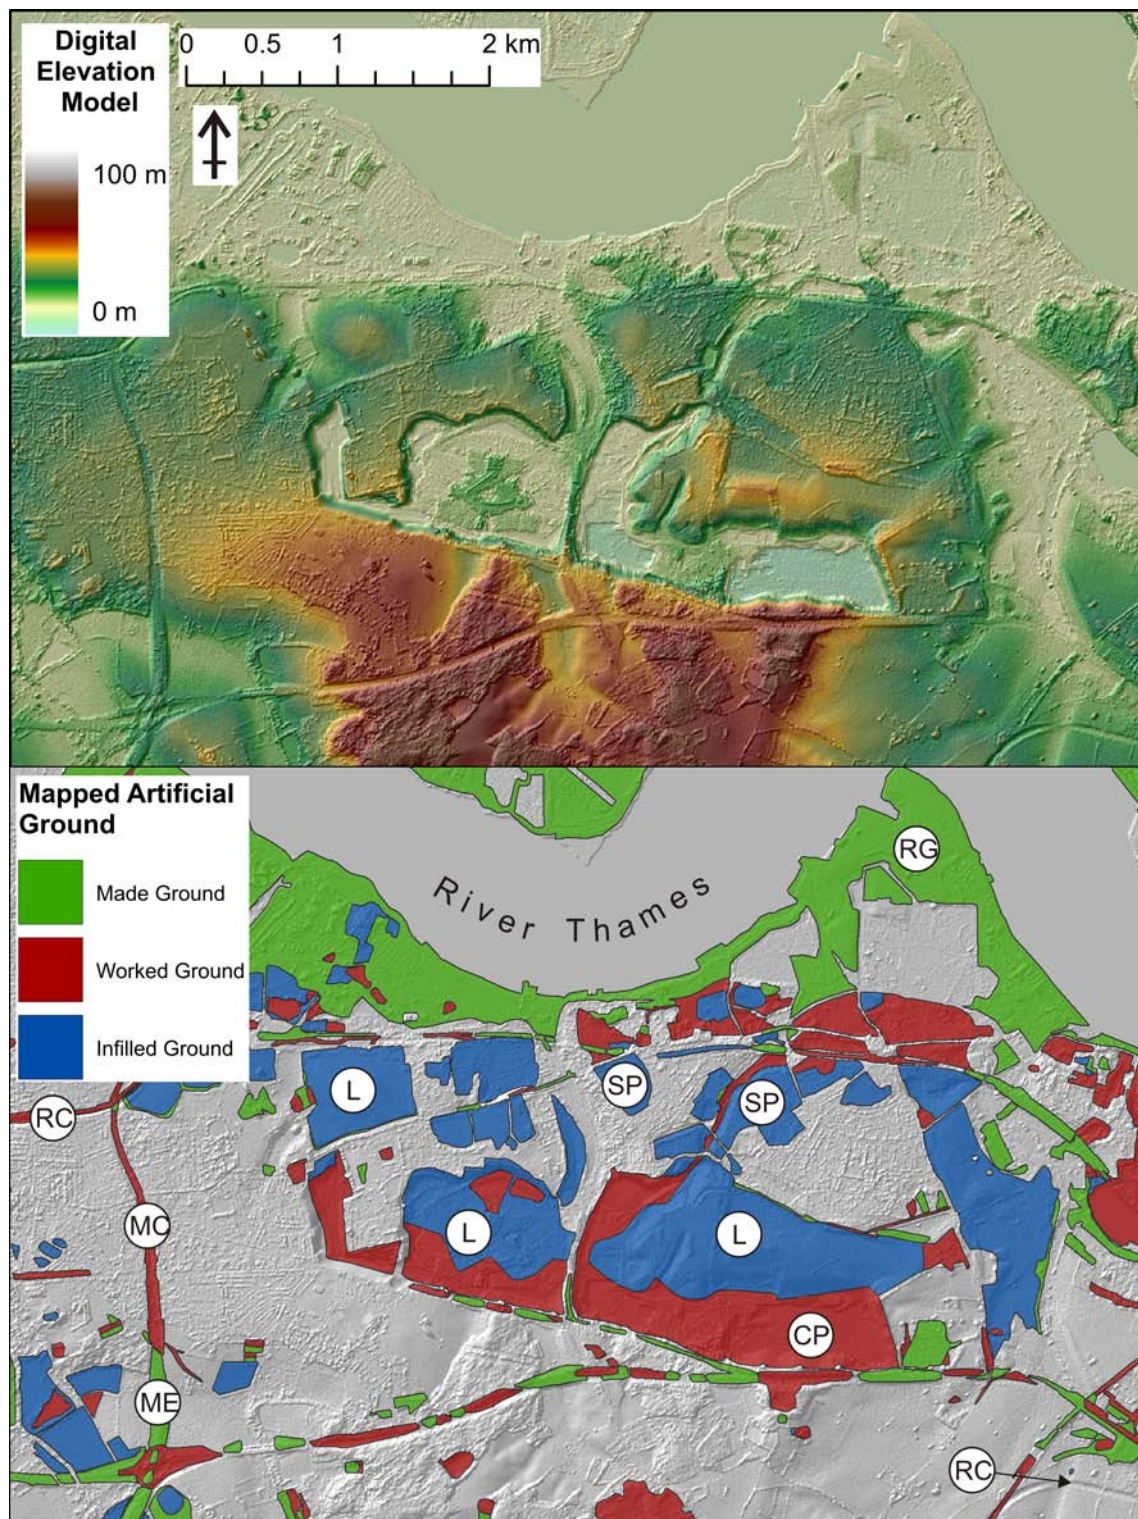 Digital
Elevation
Model
100 m
0 m
0 0.5 1 2 km
Mapped Artificial
Ground
Made Ground
Worked Ground
Infilled Ground
River Thames
RG
L
SP
SP
RC
MC
L
L
CP
ME
RC